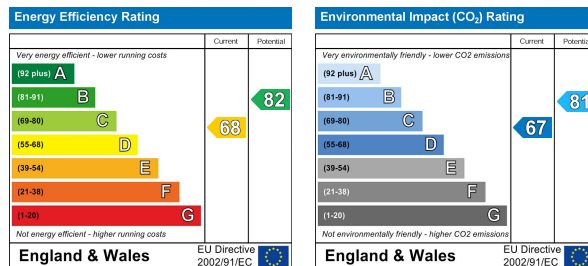 Energy Efficiency Rating
Current Potential
Very energy efficient - lower running costs
(92 plus) A
(81-91) B
82
(69-80) C
68
(55-68) D
(39-54) E
(21-38) F
(1-20) G
Not energy efficient - higher running costs
England & Wales
EU Directive
2002/91/EC
Environmental Impact (CO2) Rating
Current Potential
Very environmentally friendly - lower CO2 emissions
(92 plus) A
(81-91) B
81
(69-80) C
67
(55-68) D
(39-54) E
(21-38) F
(1-20) G
Not environmentally friendly - higher CO2 emissions
England & Wales
EU Directive
2002/91/EC